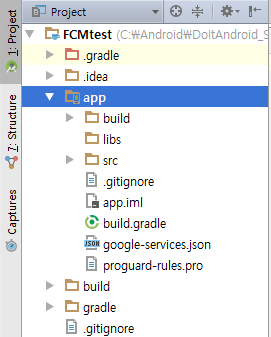 Project
FCMtest (C:₩Android₩DoItAndroid_S
.gradle
.idea
app
build
libs
src
.gitignore
app.iml
build.gradle
google-services.json
proguard-rules.pro
build
gradle
.gitignore
1: Project
7: Structure
Captures
JSON